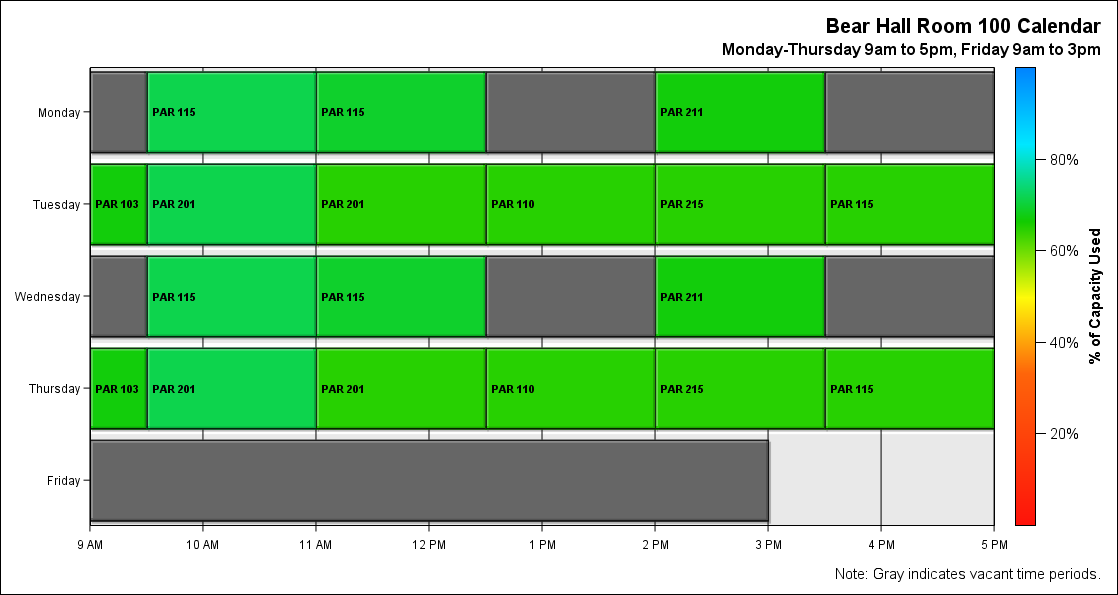 Bear Hall Room 100 Calendar
Monday-Thursday 9am to 5pm, Friday 9am to 3pm
Monday PAR 115 PAR 115 PAR 211
80%
Tuesday PAR 103 PAR 201 PAR 201 PAR 110 PAR 215 PAR 115
60%
Wednesday PAR 115 PAR 115 PAR 211
% of Capacity Used
40%
Thursday PAR 103 PAR 201 PAR 201 PAR 110 PAR 215 PAR 115
20%
Friday
9 AM 10 AM 11 AM 12 PM 1 PM 2 PM 3 PM 4 PM 5 PM
Note: Gray indicates vacant time periods.